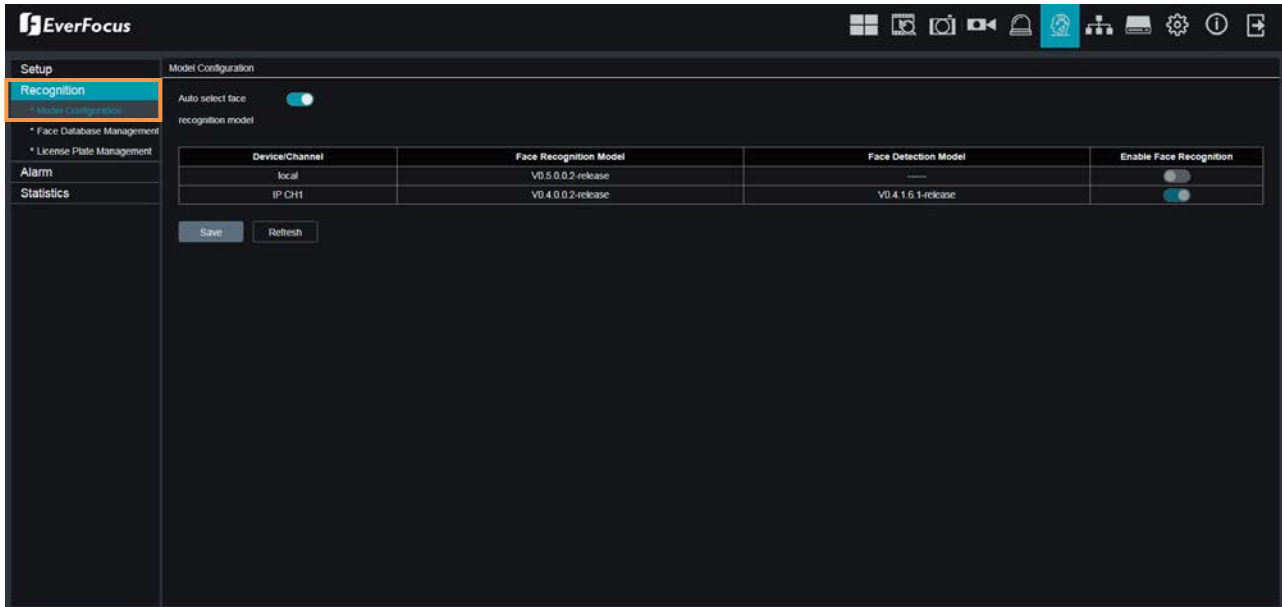 EverFocus
Setup
Recognition
* Model Configuration
* Face Database Management
* License Plate Management
Alarm
Statistics
Model Configuration
Auto select face
recognition model
Device/Channel Face Recognition Model Face Detection Model Enable Face Recognition
local V0.5.0.0.2-release ------
IP CH1 V0.4.0.0.2-release V0.4.1.6.1-release
Save Refresh